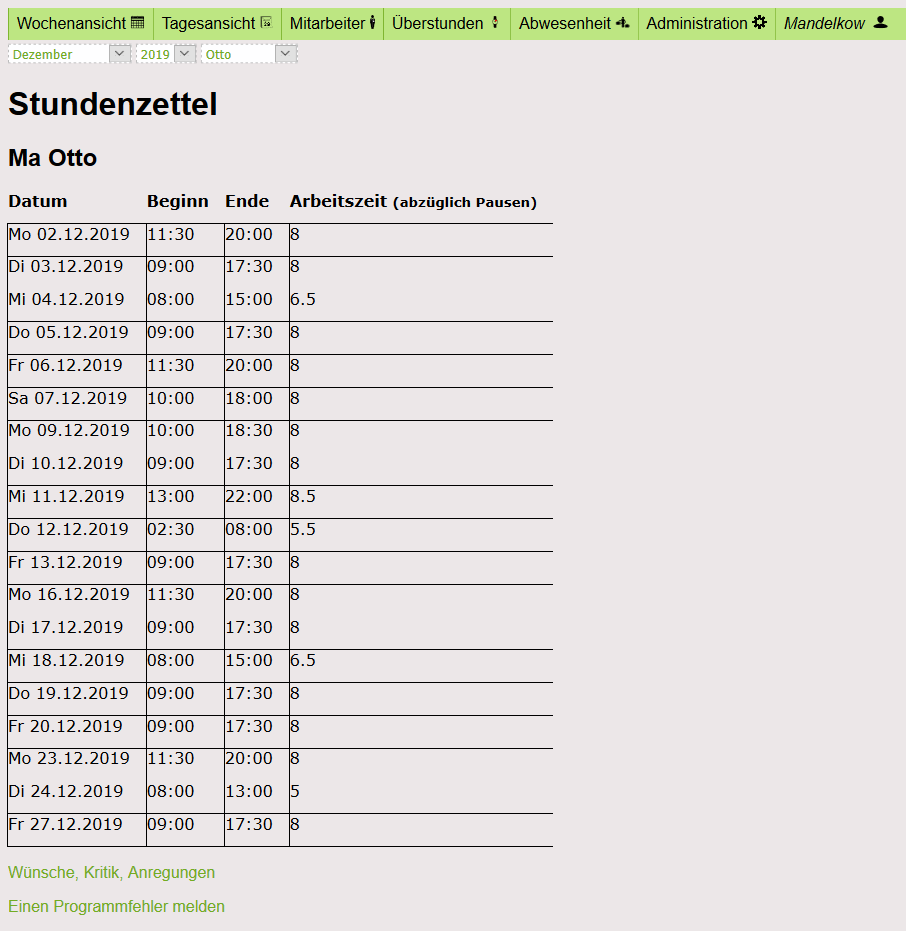 Wochenansicht Tagesansicht Mitarbeiter Überstunden Abwesenheit Administration Mandelkow
Dezember 2019 Otto
Stundenzettel
Ma Otto
Datum Beginn Ende Arbeitszeit (abzüglich Pausen)
Mo 02.12.2019 11:30 20:00 8
Di 03.12.2019 09:00 17:30 8
Mi 04.12.2019 08:00 15:00 6.5
Do 05.12.2019 09:00 17:30 8
Fr 06.12.2019 11:30 20:00 8
Sa 07.12.2019 10:00 18:00 8
Mo 09.12.2019 10:00 18:30 8
Di 10.12.2019 09:00 17:30 8
Mi 11.12.2019 13:00 22:00 8.5
Do 12.12.2019 02:30 08:00 5.5
Fr 13.12.2019 09:00 17:30 8
Mo 16.12.2019 11:30 20:00 8
Di 17.12.2019 09:00 17:30 8
Mi 18.12.2019 08:00 15:00 6.5
Do 19.12.2019 09:00 17:30 8
Fr 20.12.2019 09:00 17:30 8
Mo 23.12.2019 11:30 20:00 8
Di 24.12.2019 08:00 13:00 5
Fr 27.12.2019 09:00 17:30 8
Wünsche, Kritik, Anregungen
Einen Programmfehler melden